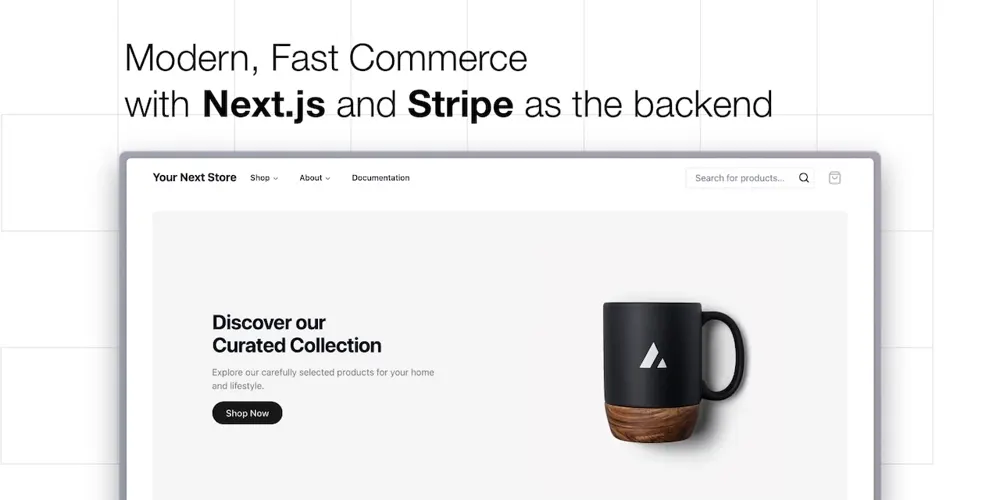 Modern, Fast Commerce
with Next.js and Stripe as the backend
Your Next Store Shop About Documentation Search for products...
Discover our
Curated Collection
Explore our carefully selected products for your home
and lifestyle.
Shop Now